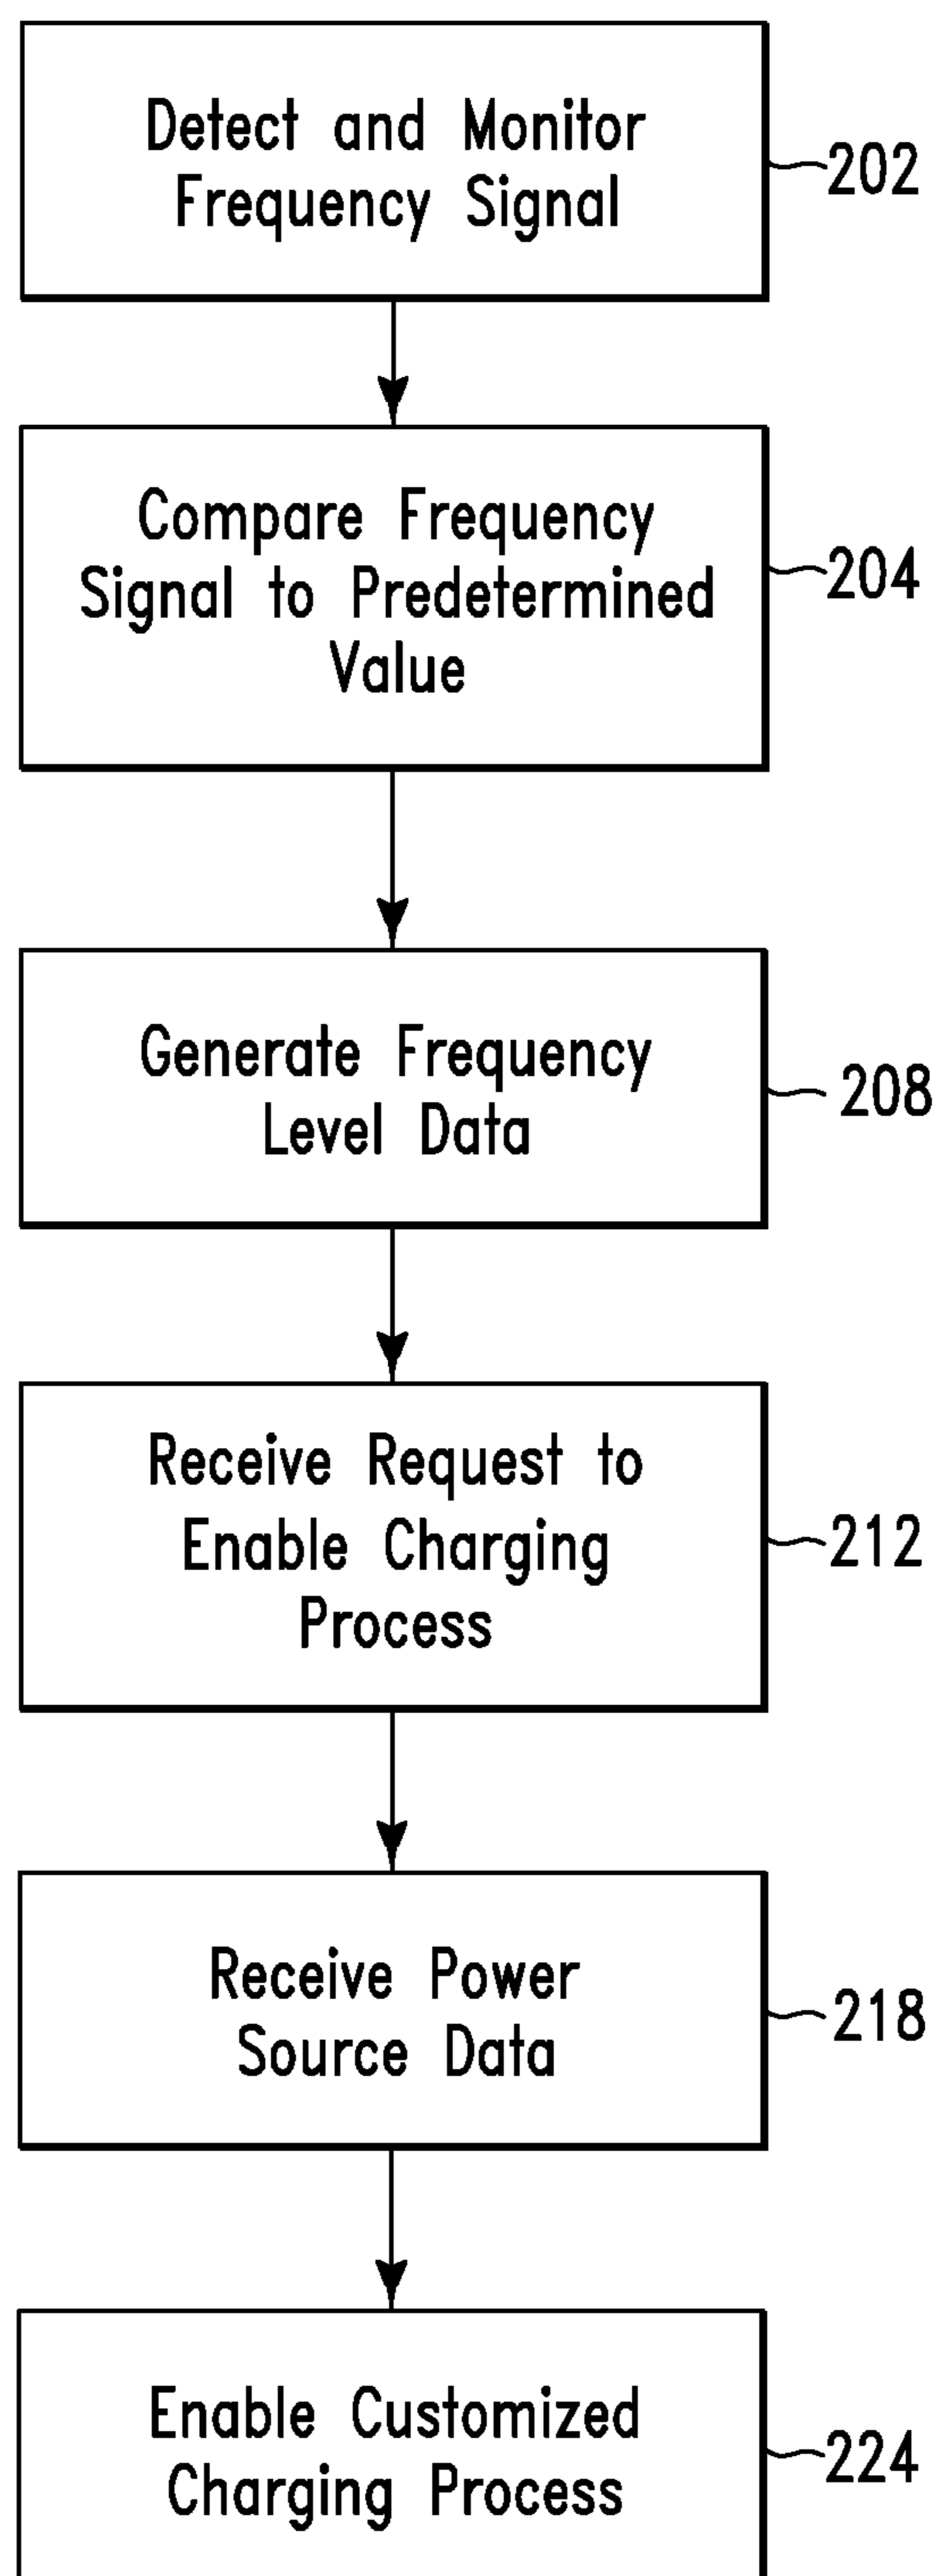 Detect and Monitor
Frequency Signal
202
Compare Frequency
Signal to Predetermined
Value
204
Generate Frequency
Level Data
208
Receive Request to
Enable Charging
Process
212
Receive Power
Source Data
218
Enable Customized
Charging Process
224